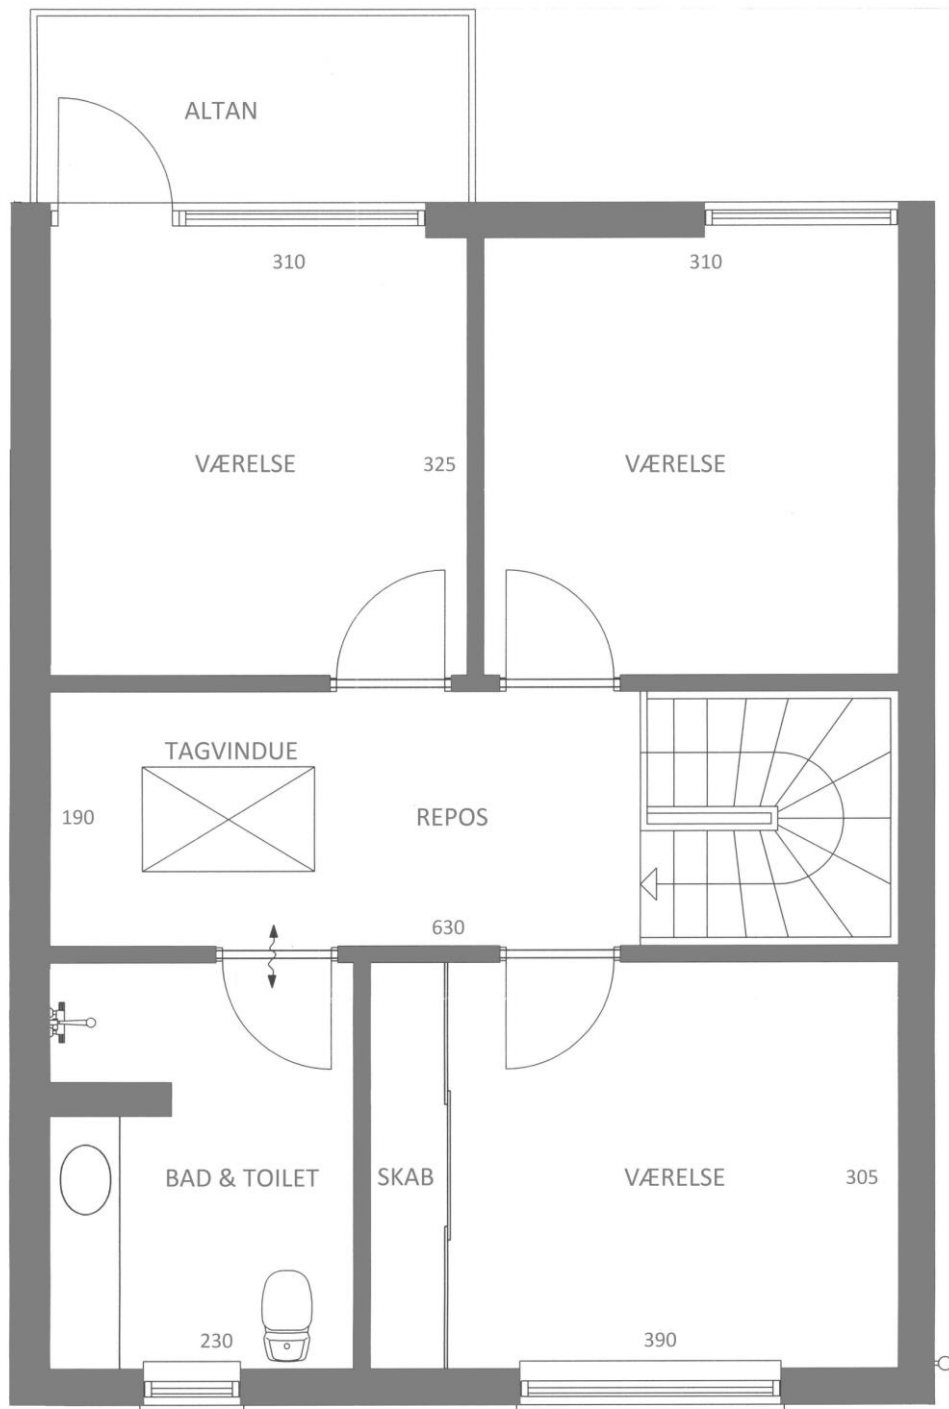 ALTAN
310
310
VÆRELSE
325
VÆRELSE
TAGVINDUE
190
REPOS
630
BAD & TOILET
SKAB
VÆRELSE
305
230
390